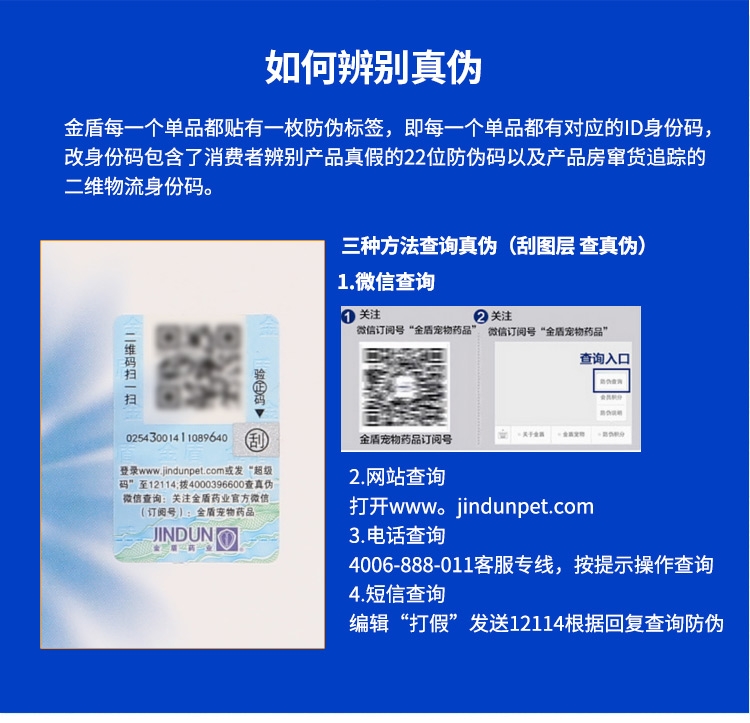 如何辨别真伪
金盾每一个单品都贴有一枚防伪标签，即每一个单品都有对应的ID身份码，
改身份码包含了消费者辨别产品真假的22位防伪码以及产品房窜货追踪的
二维物流身份码。
三种方法查询真伪（刮图层 查真伪）
1.微信查询
1 关注
微信订阅号“金盾宠物药品”
金盾宠物药品订阅号
2 关注
微信订阅号“金盾宠物药品”
查询入口
防伪查询
会员积分
防伪说明
关于金盾
金盾宠物
防伪积分
二维码扫一扫
验正码▼
02543001411089640
刮
登录www.jindunpet.com或发“超级
码”至12114;拨4000396600查真伪
微信查询：关注金盾药业官方微信
（订阅号）：金盾宠物药品
JINDUN
金盾药业
2.网站查询
打开www。jindunpet.com
3.电话查询
4006-888-011客服专线，按提示操作查询
4.短信查询
编辑“打假”发送12114根据回复查询防伪